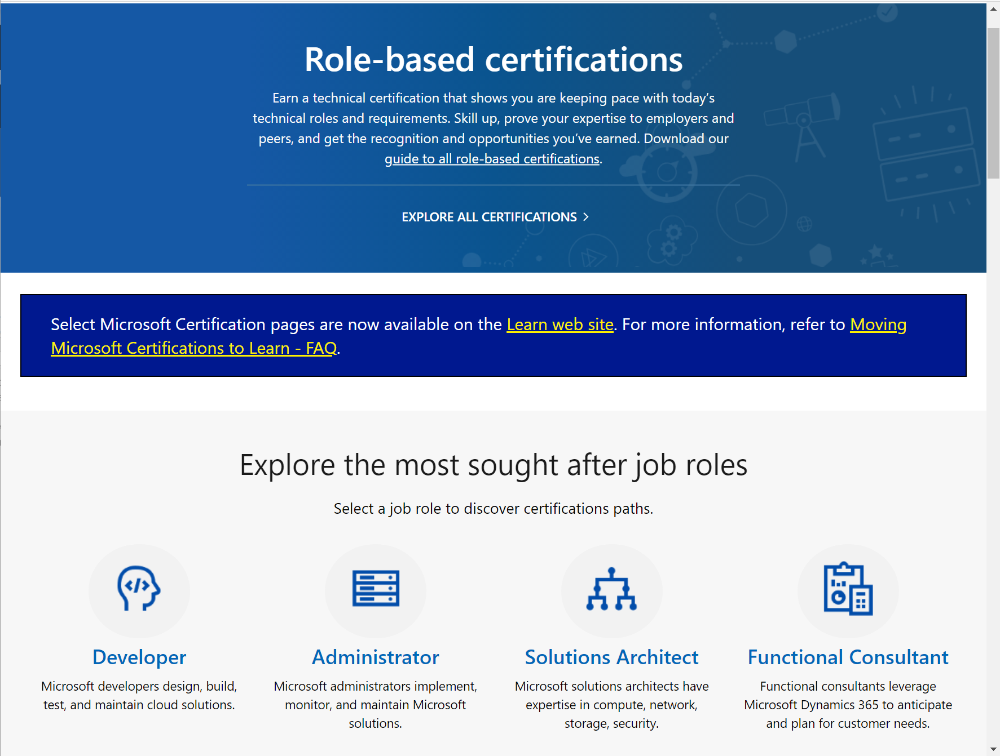 Role-based certifications
Earn a technical certification that shows you are keeping pace with today’s
technical roles and requirements. Skill up, prove your expertise to employers and
peers, and get the recognition and opportunities you’ve earned. Download our
guide to all role-based certifications.
EXPLORE ALL CERTIFICATIONS
Select Microsoft Certification pages are now available on the Learn web site. For more information, refer to Moving
Microsoft Certifications to Learn - FAQ.
Explore the most sought after job roles
Select a job role to discover certifications paths.
Developer
Microsoft developers design, build,
test, and maintain cloud solutions.
Administrator
Microsoft administrators implement,
monitor, and maintain Microsoft
solutions.
Solutions Architect
Microsoft solutions architects have
expertise in compute, network,
storage, security.
Functional Consultant
Functional consultants leverage
Microsoft Dynamics 365 to anticipate
and plan for customer needs.